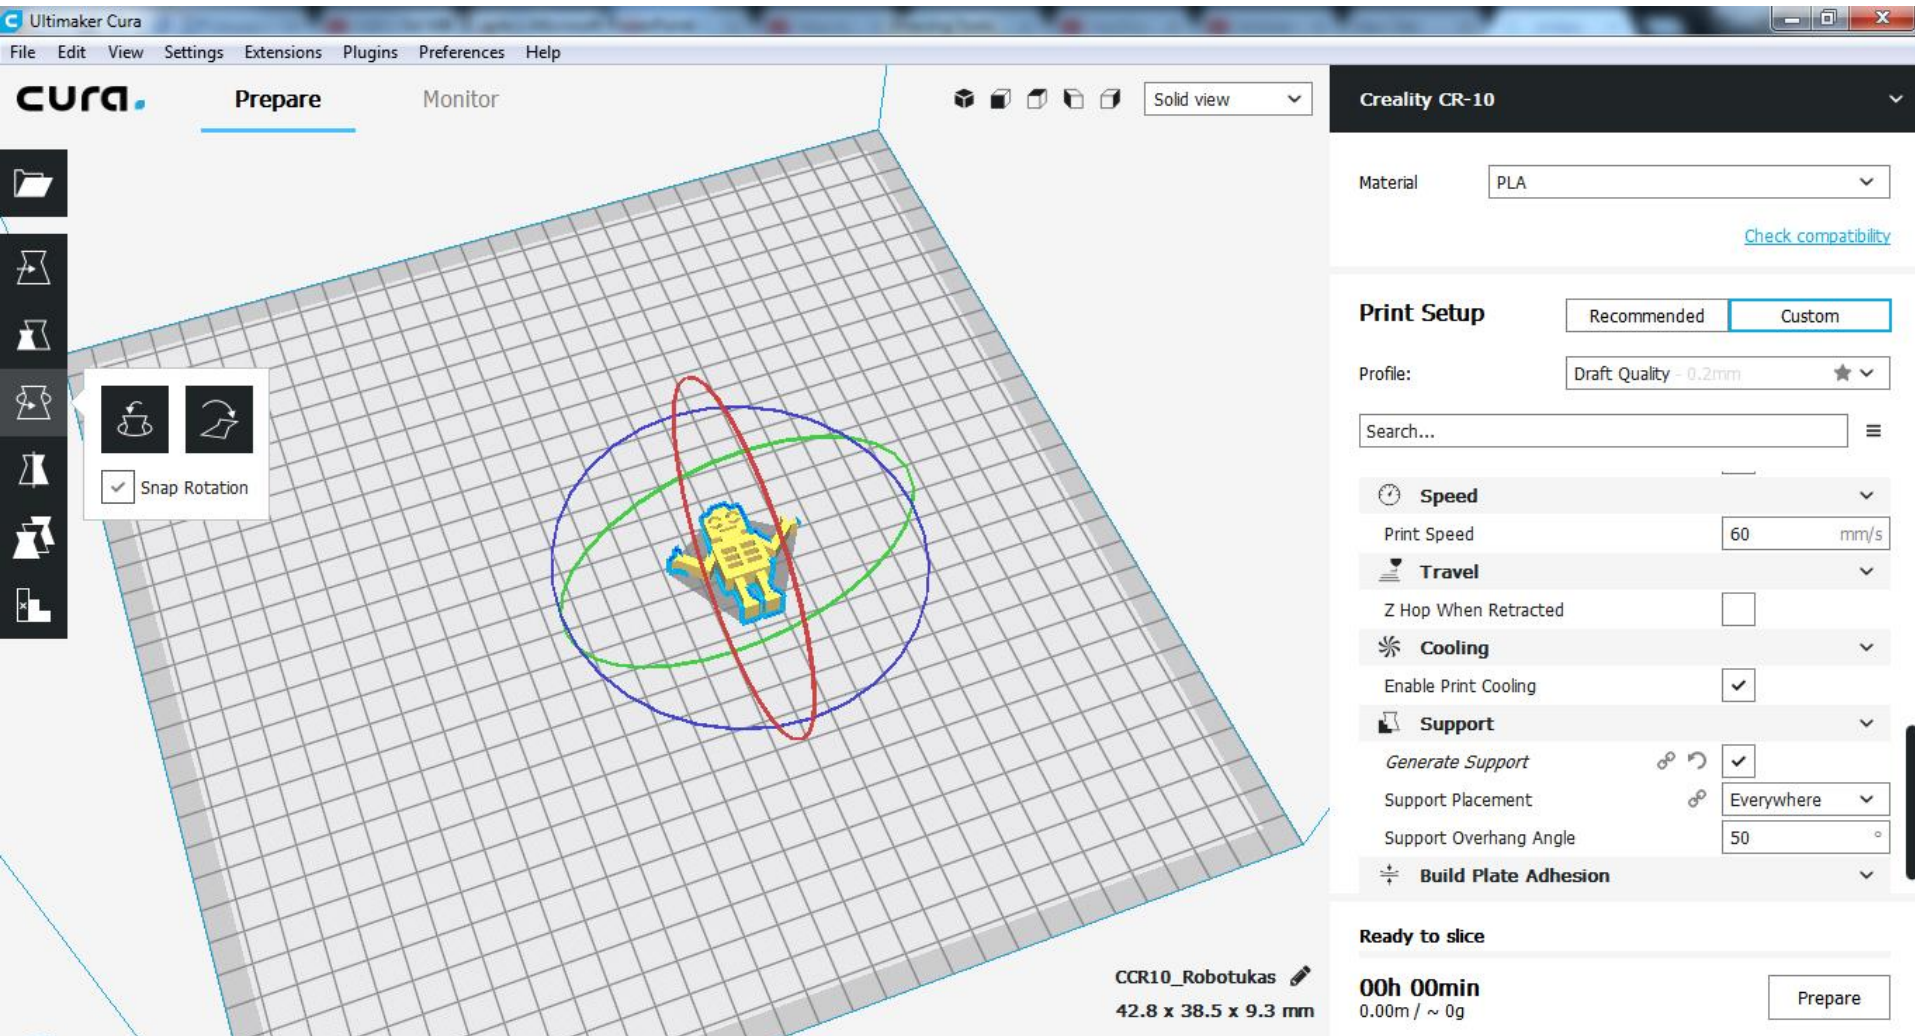 Ultimaker Cura
File Edit View Settings Extensions Plugins Preferences Help
cura.
Prepare
Monitor
Solid view
Snap Rotation
CCR10_Robotukas
42.8 x 38.5 x 9.3 mm
Creality CR-10
Material PLA
Check compatibility
Print Setup Recommended Custom
Profile: Draft Quality - 0.2mm
Search...
Speed
Print Speed 60 mm/s
Travel
Z Hop When Retracted
Cooling
Enable Print Cooling
Support
Generate Support
Support Placement Everywhere
Support Overhang Angle 50 °
Build Plate Adhesion
Ready to slice
00h 00min
0.00m / ~ 0g
Prepare